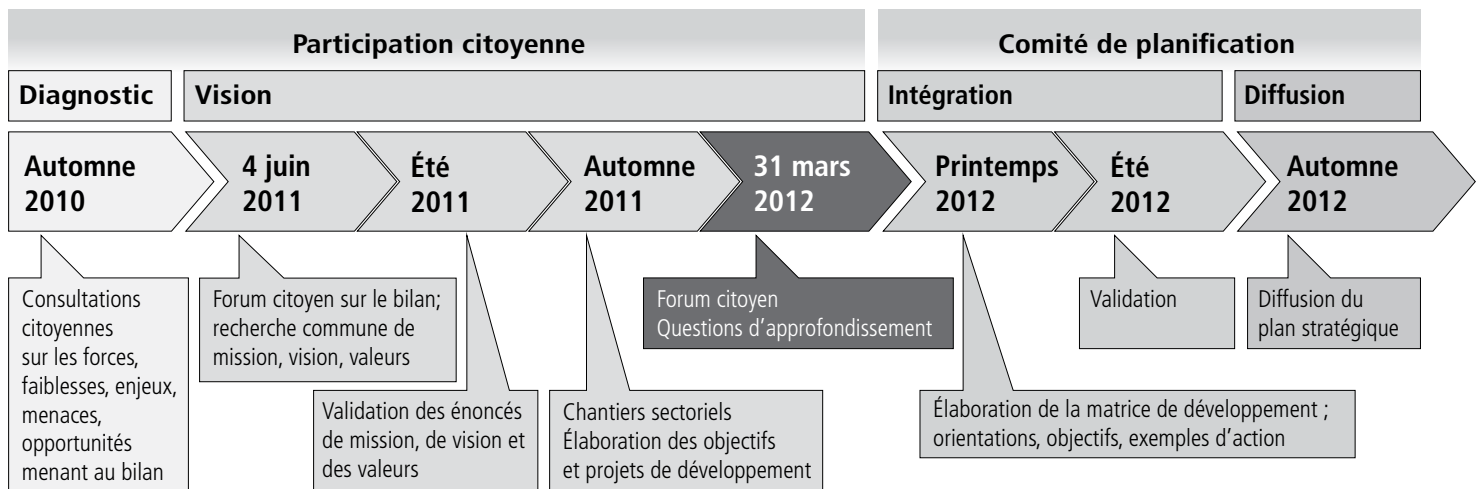 Participation citoyenne
Comité de planification
Diagnostic
Vision
Intégration
Diffusion
Automne
2010
4 juin
2011
Été
2011
Automne
2011
31 mars
2012
Printemps
2012
Été
2012
Automne
2012
Consultations
citoyennes
sur les forces,
faiblesses, enjeux,
menaces,
opportunités
menant au bilan
Forum citoyen sur le bilan;
recherche commune de
mission, vision, valeurs
Validation des énoncés
de mission, de vision et
des valeurs
Chantiers sectoriels
Élaboration des objectifs
et projets de développement
Forum citoyen
Questions d’approfondissement
Élaboration de la matrice de développement ;
orientations, objectifs, exemples d’action
Validation
Diffusion du
plan stratégique